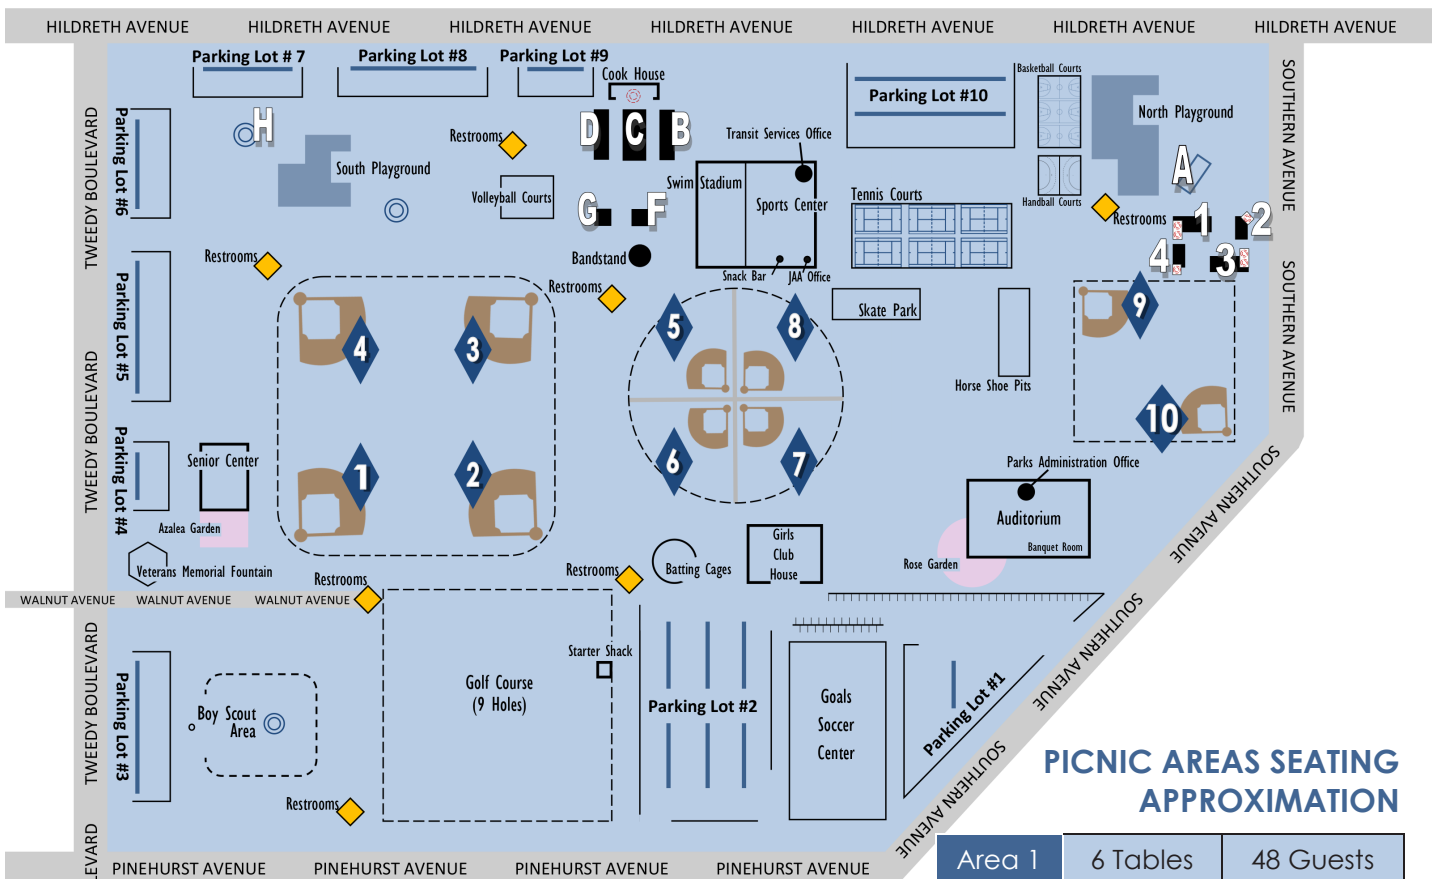 HILDRETH AVENUE HILDRETH AVENUE HILDRETH AVENUE HILDRETH AVENUE HILDRETH AVENUE HILDRETH AVENUE HILDRETH AVENUE
Parking Lot # 7
Parking Lot #8
Parking Lot #9
Cook House
Parking Lot #10
Basketball Courts
North Playground
SOUTHERN AVENUE
TWEEDY BOULEVARD
Parking Lot #6
H
South Playground
Restrooms
D
C
B
Transit Services Office
Swim Stadium
Sports Center
Volleyball Courts
G
F
Tennis Courts
Handball Courts
A
Restrooms
1
2
4
3
Restrooms
Bandstand
Snack Bar
JAA Office
Restrooms
TWEEDY BOULEVARD
Parking Lot #5
4
3
5
8
Skate Park
Horse Shoe Pits
9
SOUTHERN AVENUE
10
Parking Lot #4
Senior Center
Azalea Garden
Veterans Memorial Fountain
1
2
6
7
Parks Administration Office
Auditorium
Banquet Room
Rose Garden
SOUTHERN AVENUE
Girls
Club
House
Batting Cages
Restrooms
Restrooms
WALNUT AVENUE WALNUT AVENUE WALNUT AVENUE
TWEEDY BOULEVARD
Parking Lot #3
Boy Scout
Area
Restrooms
Golf Course
(9 Holes)
Starter Shack
Parking Lot #2
Goals
Soccer
Center
Parking Lot #1
SOUTHERN AVENUE
SOUTHERN AVENUE
EVARD
PINEHURST AVENUE PINEHURST AVENUE PINEHURST AVENUE PINEHURST AVENUE
PICNIC AREAS SEATING
APPROXIMATION
Area 1 6 Tables 48 Guests